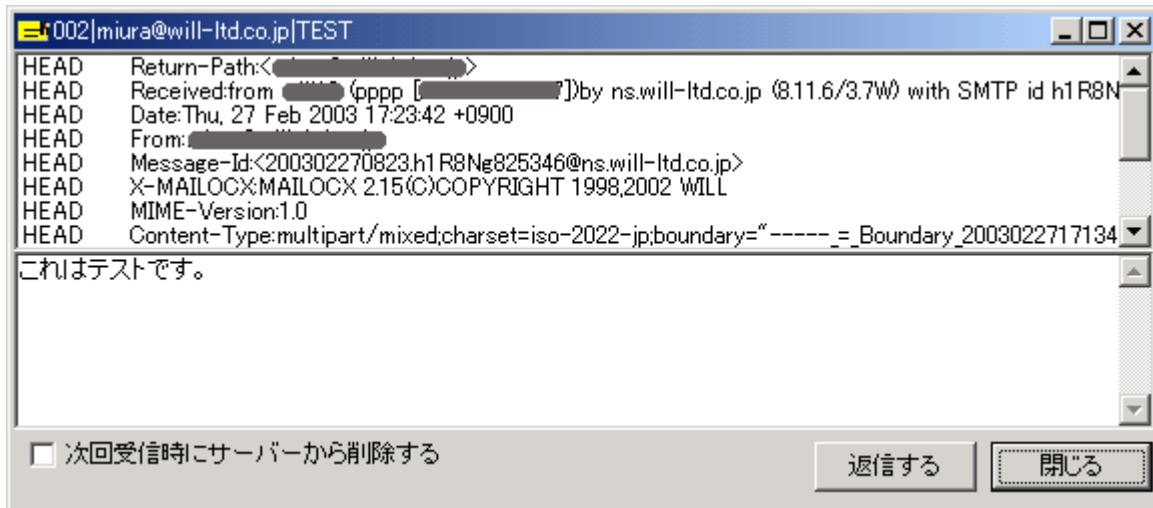 002|miura@will-ltd.co.jp|TEST
HEAD Return-Path:< >
HEAD Received:from (pppp [ ?])by ns.will-ltd.co.jp (8.11.6/3.7W) with SMTP id h1R8N
HEAD Date:Thu, 27 Feb 2003 17:23:42 +0900
HEAD From:
HEAD Message-Id:<200302270823.h1R8Ng825346@ns.will-ltd.co.jp>
HEAD X-MAILOCX:MAILOCX 2.15(C)COPYRIGHT 1998,2002 WILL
HEAD MIME-Version:1.0
HEAD Content-Type:multipart/mixed;charset=iso-2022-jp;boundary="-----_=_Boundary_2003022717134
これはテストです。
次回受信時にサーバーから削除する
返信する
閉じる